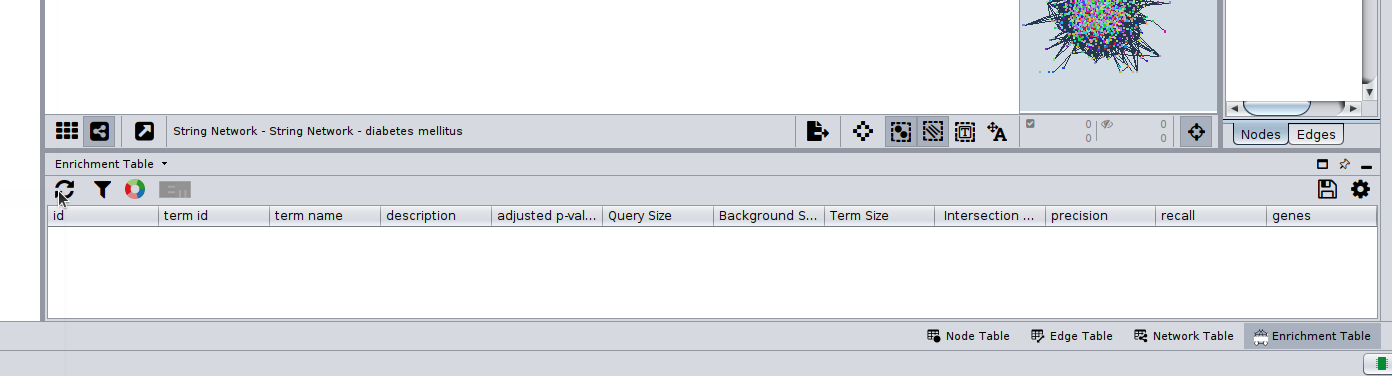 String Network - String Network - diabetes mellitus
0
0
0
0
Nodes Edges
Enrichment Table
id term id term name description adjusted p-val... Query Size Background S... Term Size Intersection ... precision recall genes
Node Table Edge Table Network Table Enrichment Table